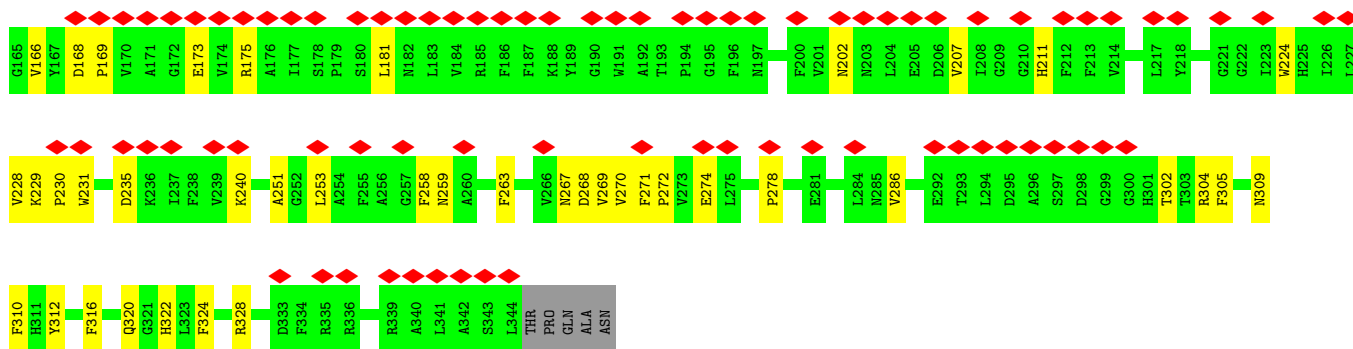 G165 V166 Y167 D168 P169 V170 A171 G172 E173 V174 R175 A176 I177 S178 P179 S180 L181 N182 L183 V184 R185 F186 F187 K188 Y189 G190 W191 A192 T193 P194 G195 F196 N197 F200 V201 N202 N203 L204 E205 D206 V207 I208 G209 G210 H211 F212 F213 V214 L217 Y218 G221 G222 I223 W224 H225 I226 L227
V228 K229 P230 W231 D235 K236 I237 F238 V239 K240 A251 G252 L253 A254 F255 A256 G257 F258 N259 A260 F263 V266 N267 D268 V269 V270 F271 P272 V273 E274 L275 P278 E281 L284 N285 V286 E292 T293 L294 D295 A296 S297 D298 G299 G300 H301 T302 T303 R304 F305 N309
F310 H311 Y312 F316 Q320 G321 H322 L323 F324 R328 D333 F334 R335 R336 R339 A340 L341 A342 S343 L344 THR PRO GLN ALA ASN